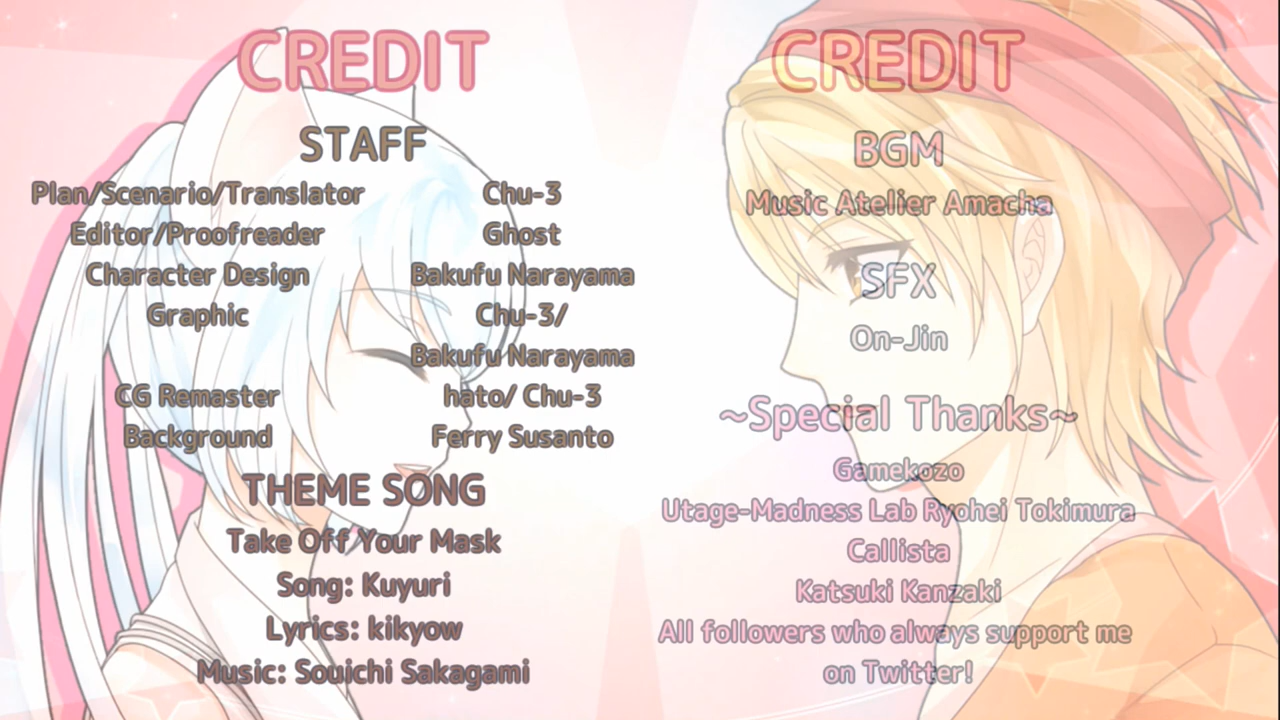 CREDIT
STAFF
Plan/Scenario/Translator Chu-3
Editor/Proofreader Ghost
Character Design Bakufu Narayama
Graphic Chu-3/
Bakufu Narayama
CG Remaster hato/ Chu-3
Background Ferry Susanto
THEME SONG
Take Off Your Mask
Song: Kuyuri
Lyrics: kikyow
Music: Souichi Sakagami
CREDIT
BGM
Music Atelier Amacha
SFX
On-Jin
~Special Thanks~
Gamekozo
Utage-Madness Lab Ryohei Tokimura
Callista
Katsuki Kanzaki
All followers who always support me
on Twitter!